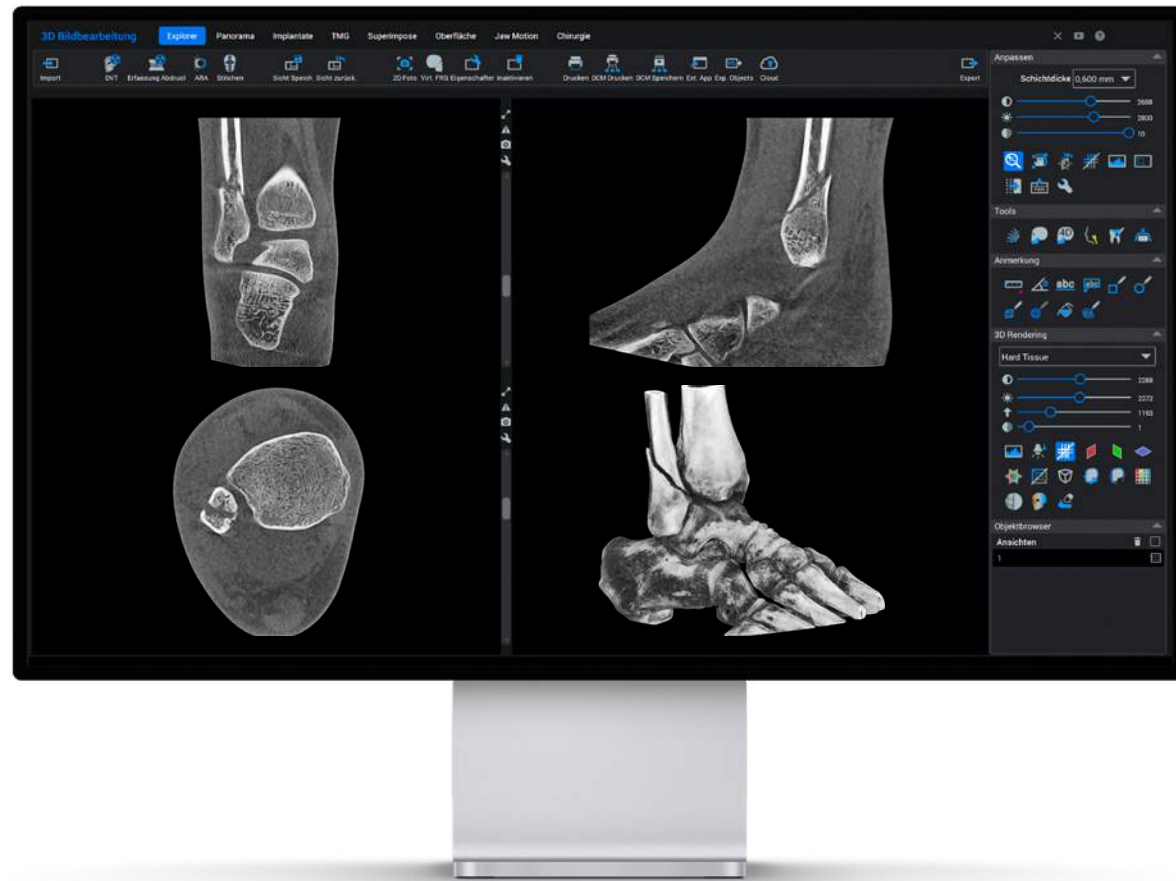 3D Bildbearbeitung Explorer Panorama Implantate TMG Superimpose Oberfläche Jaw Motion Chirurgie
Import DVT Erfassung Abdruck ARA Stitchen Sicht Speich. Sicht zurück. 2D Foto Virt. FRS Eigenschaften inaktivieren Drucken DCM Drucken DCM Speichern Ext. App Exp. Objects Cloud Export
Anpassen
Schichtdicke 0,600 mm
2688
2800
10
Tools
4D
Anmerkung
abc abc
3D Rendering
Hard Tissue
2288
2272
1163
1
Objektbrowser
Ansichten
1